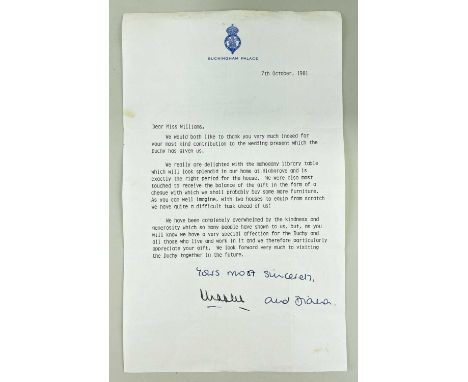 BUCKINGHAM PALACE
7th October, 1981
Dear Miss Williams,
We would both like to thank you very much indeed for
your most kind contribution to the wedding present which the
Duchy has given us.
We really are delighted with the mahogany library table
which will look splendid in our home at Highgrove and is
exactly the right period for the house. We were also most
touched to receive the balance of the gift in the form of a
cheque with which we shall probably buy some more furniture.
As you can well imagine, with two houses to equip from scratch
we have quite a difficult task ahead of us!
We have been completely overwhelmed by the kindness and
generosity which so many people have shown to us, but, as you
will know we have a very special affection for the Duchy and
all those who live and work in it and we therefore particularly
appreciate your gift. We look forward very much to visiting
the Duchy together in the future.
Yours most sincerely,
Charles and Diana.